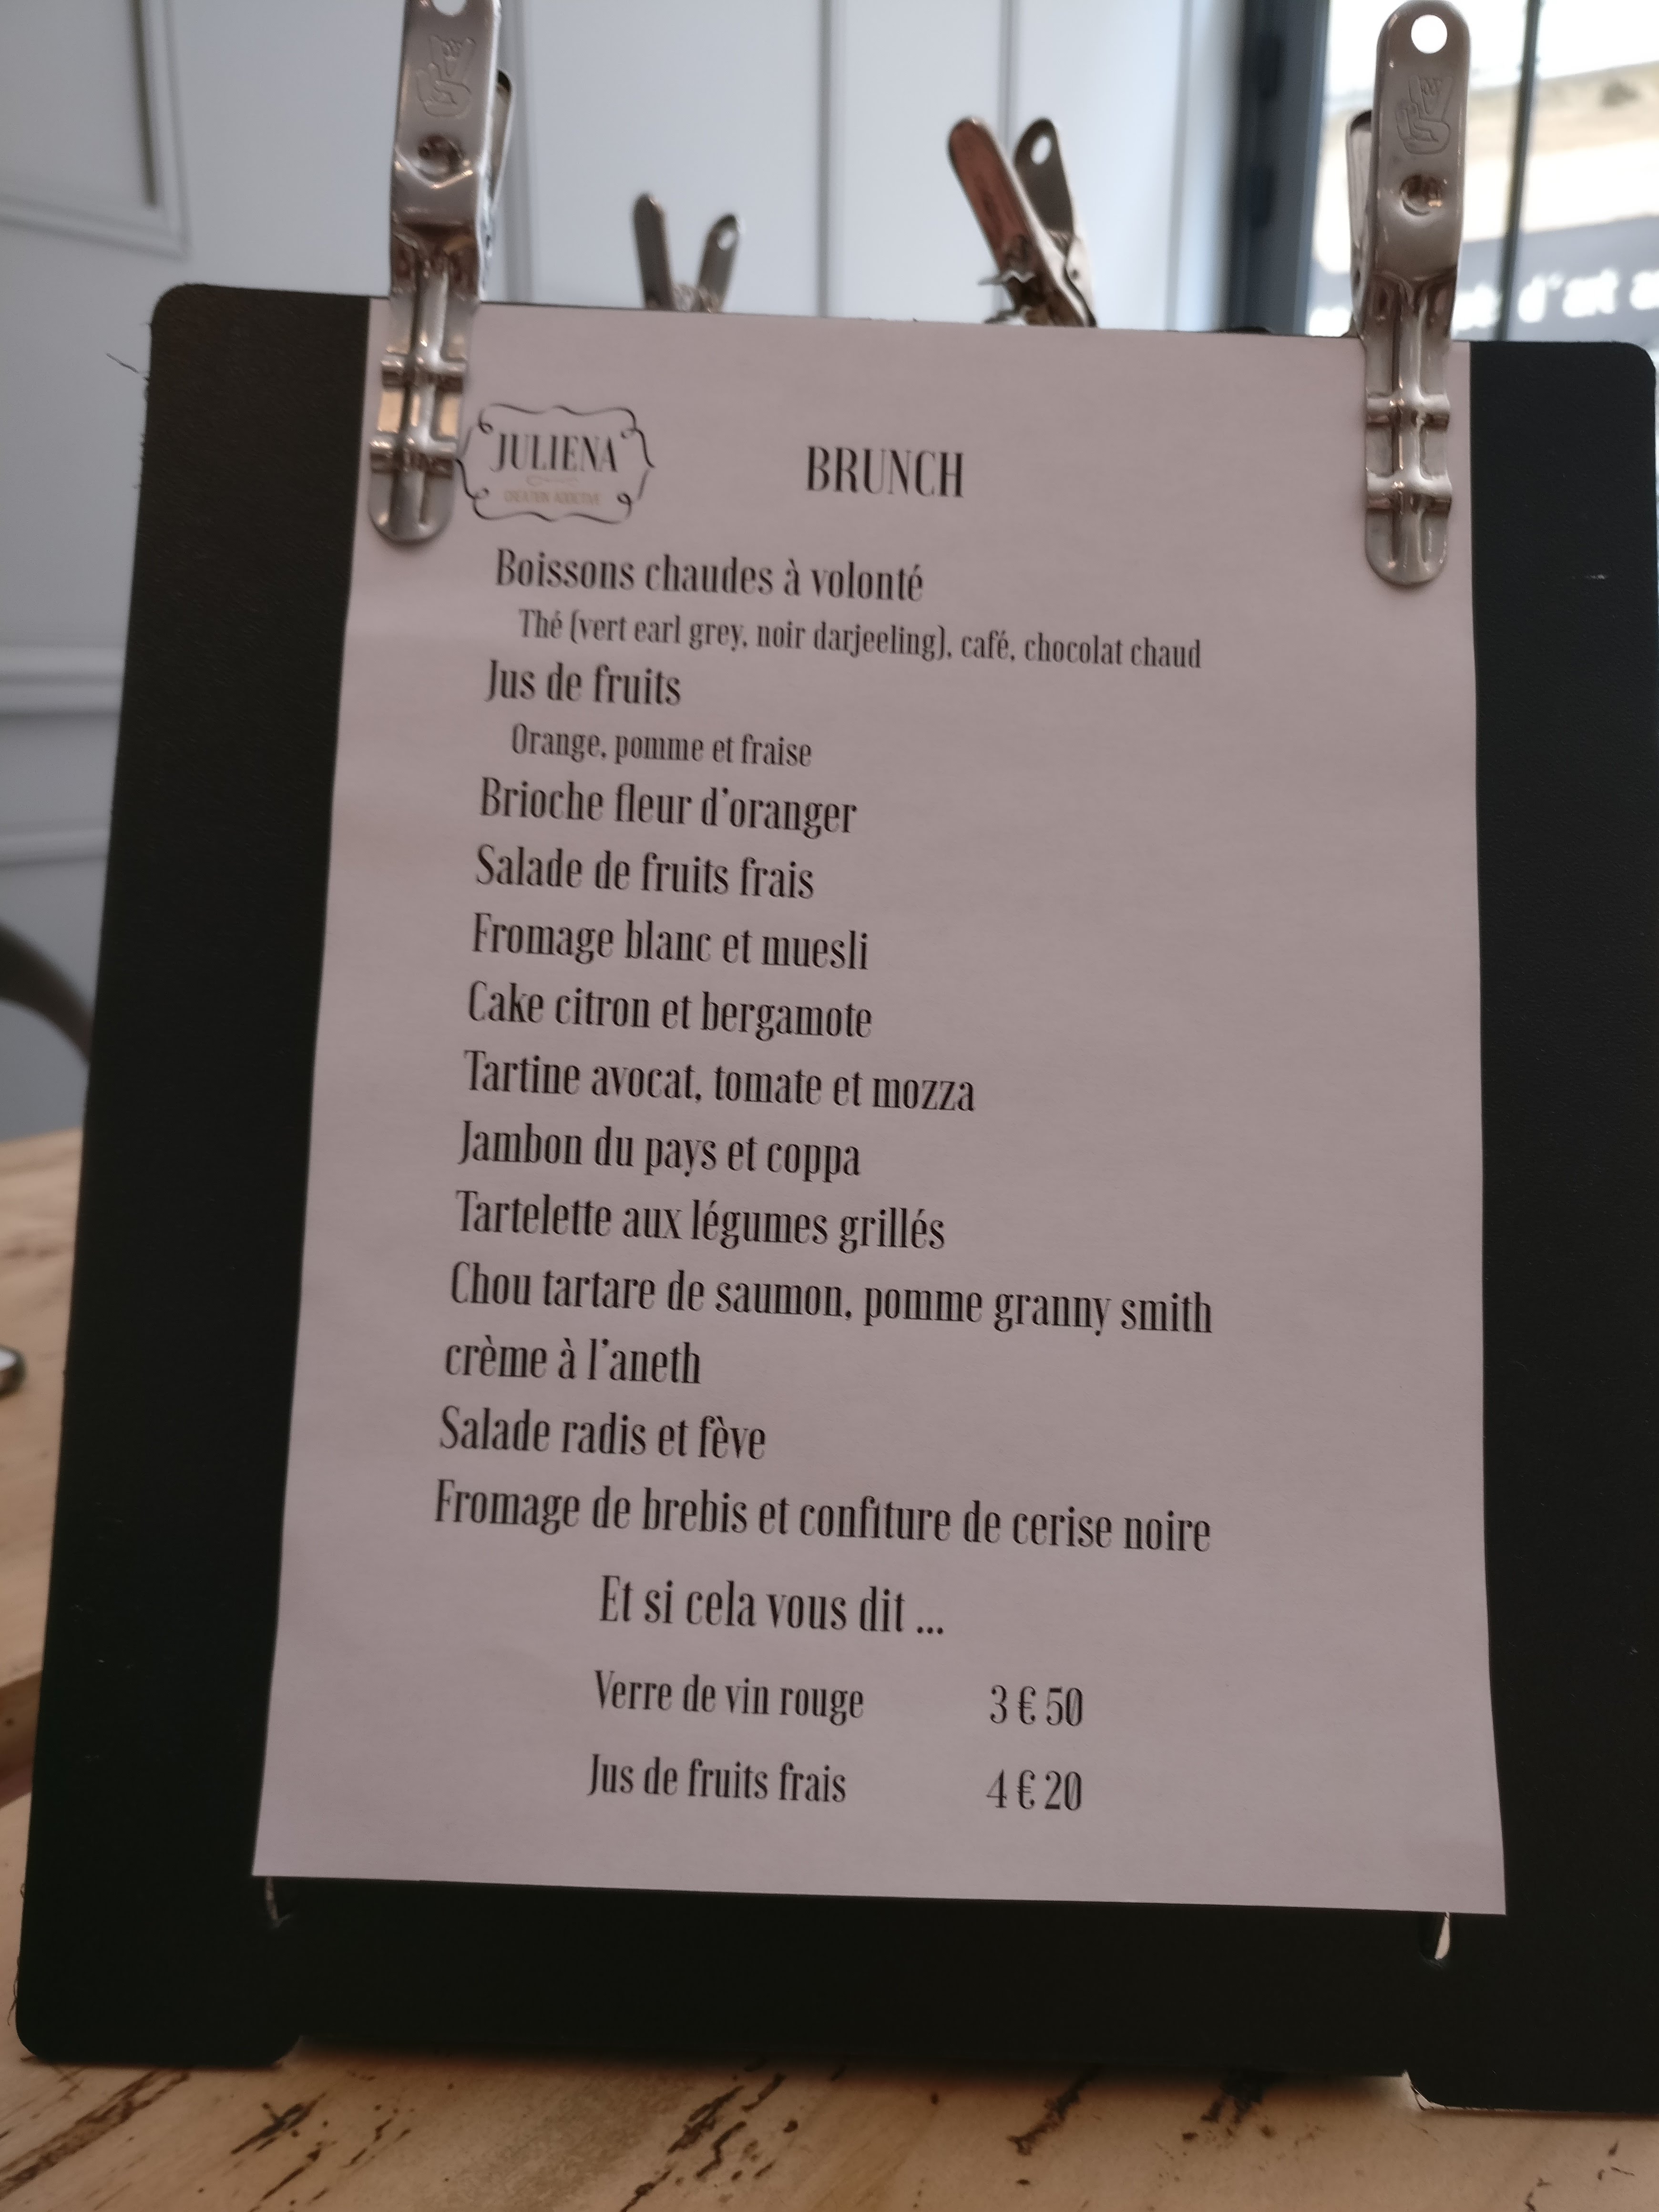 JULIENA
CRÉATION ADDICTIVE
BRUNCH
Boissons chaudes à volonté
Thé (vert earl grey, noir darjeeling), café, chocolat chaud
Jus de fruits
Orange, pomme et fraise
Brioche fleur d'oranger
Salade de fruits frais
Fromage blanc et muesli
Cake citron et bergamote
Tartine avocat, tomate et mozza
Jambon du pays et coppa
Tartelette aux légumes grillés
Chou tartare de saumon, pomme granny smith
crème à l'aneth
Salade radis et fève
Fromage de brebis et confiture de cerise noire
Et si cela vous dit ...
Verre de vin rouge 3 € 50
Jus de fruits frais 4 € 20